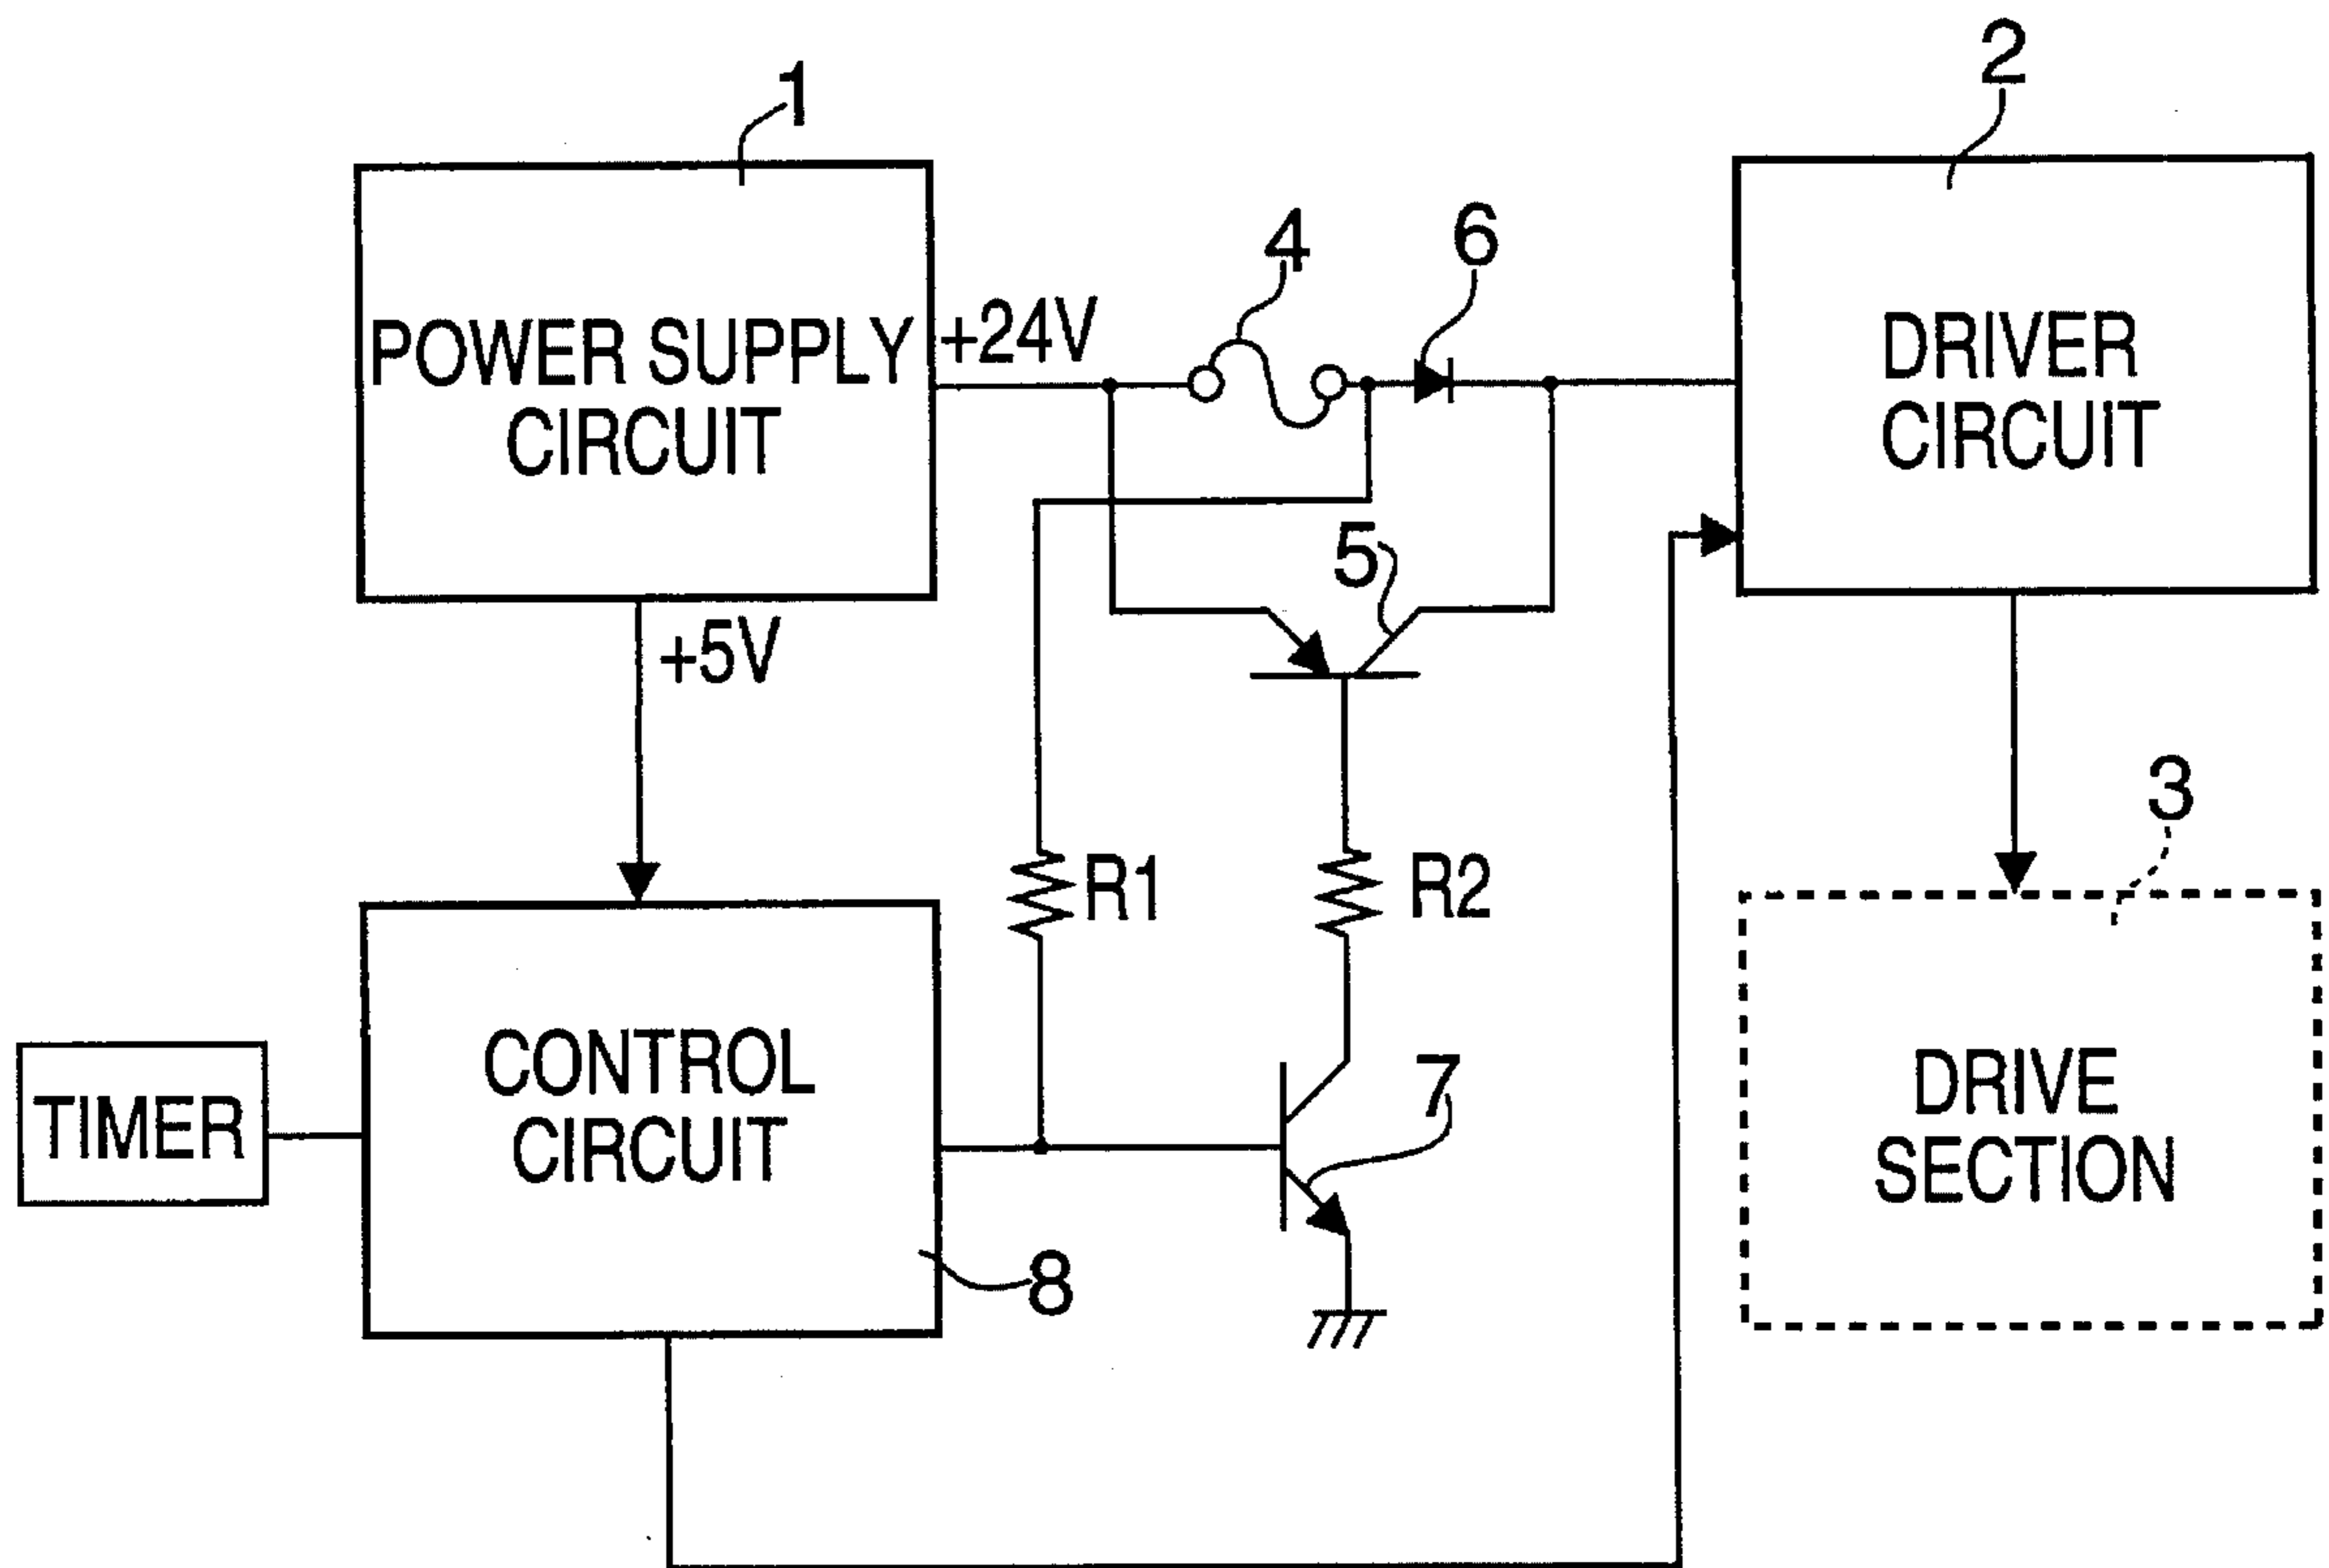 1
2
POWER SUPPLY
CIRCUIT
+24V
4
6
DRIVER
CIRCUIT
+5V
5
3
R1
R2
TIMER
CONTROL
CIRCUIT
7
DRIVE
SECTION
8